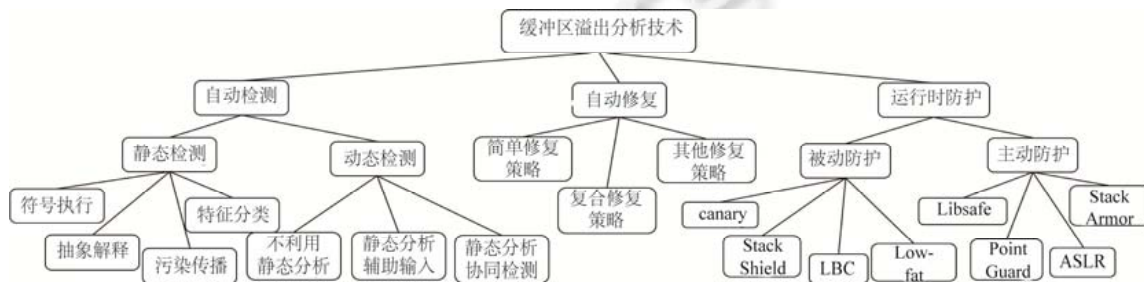 缓冲区溢出分析技术
自动检测
自动修复
运行时防护
静态检测
动态检测
简单修复
策略
复合修复
策略
其他修复
策略
被动防护
主动防护
符号执行
抽象解释
污染传播
特征分类
不利用
静态分析
静态分析
辅助输入
静态分析
协同检测
canary
Stack
Shield
LBC
Low-
fat
Libsafe
Point
Guard
ASLR
Stack
Armor